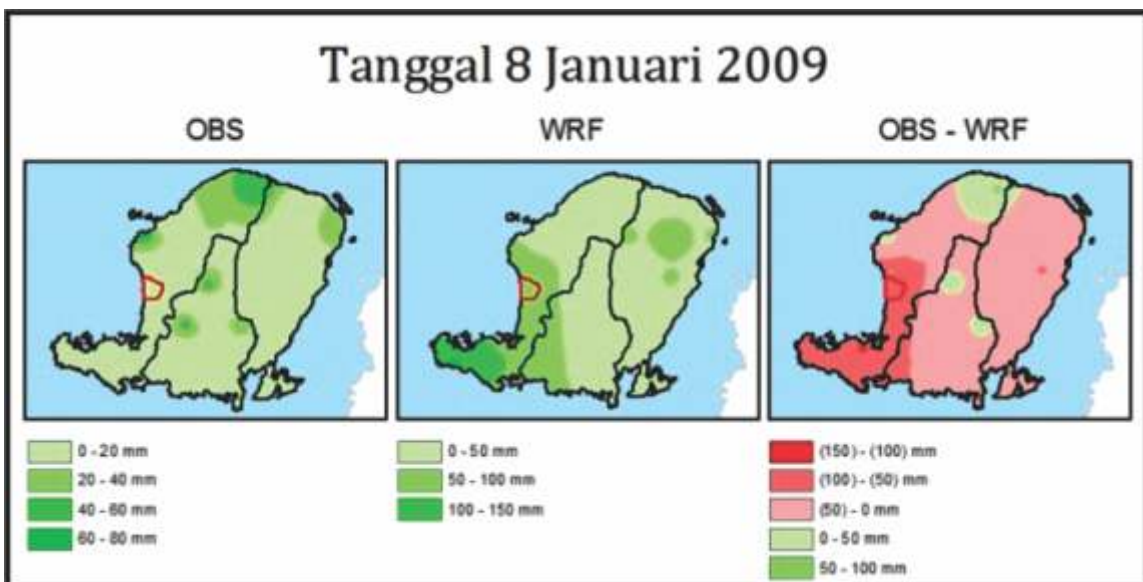 Tanggal 8 Januari 2009
OBS
WRF
OBS - WRF
0 - 20 mm
20 - 40 mm
40 - 60 mm
60 - 80 mm
0 - 50 mm
50 - 100 mm
100 - 150 mm
(150) - (100) mm
(100) - (50) mm
(50) - 0 mm
0 - 50 mm
50 - 100 mm